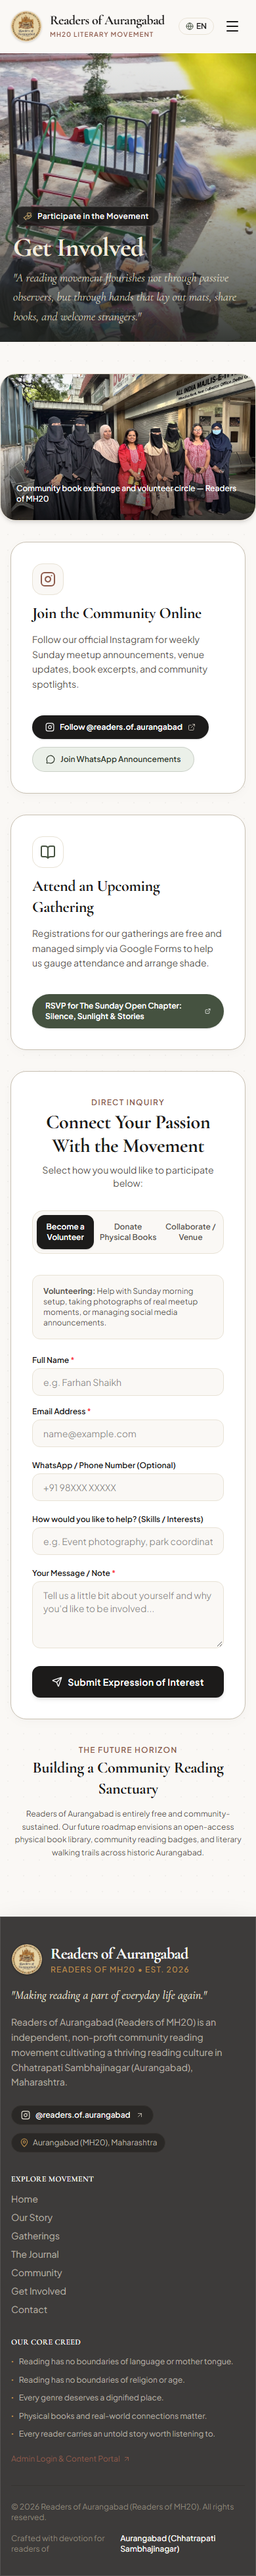 Readers of Aurangabad
MH20 LITERARY MOVEMENT
EN
Participate in the Movement
Get Involved
"A reading movement flourishes not through passive
observers, but through hands that lay out mats, share
books, and welcome strangers."
Community book exchange and volunteer circle — Readers
of MH20
Join the Community Online
Follow our official Instagram for weekly
Sunday meetup announcements, venue
updates, book excerpts, and community
spotlights.
Follow @readers.of.aurangabad
Join WhatsApp Announcements
Attend an Upcoming
Gathering
Registrations for our gatherings are free and
managed simply via Google Forms to help
us gauge attendance and arrange shade.
RSVP for The Sunday Open Chapter:
Silence, Sunlight & Stories
DIRECT INQUIRY
Connect Your Passion
With the Movement
Select how you would like to participate
below:
Become a
Volunteer
Donate
Physical Books
Collaborate /
Venue
Volunteering: Help with Sunday morning
setup, taking photographs of real meetup
moments, or managing social media
announcements.
Full Name *
e.g. Farhan Shaikh
Email Address *
name@example.com
WhatsApp / Phone Number (Optional)
+91 98XXX XXXXX
How would you like to help? (Skills / Interests)
e.g. Event photography, park coordinat
Your Message / Note *
Tell us a little bit about yourself and why
you'd like to be involved...
Submit Expression of Interest
THE FUTURE HORIZON
Building a Community Reading
Sanctuary
Readers of Aurangabad is entirely free and community-
sustained. Our future roadmap envisions an open-access
physical book library, community reading badges, and literary
walking trails across historic Aurangabad.
Readers of Aurangabad
READERS OF MH20 • EST. 2026
"Making reading a part of everyday life again."
Readers of Aurangabad (Readers of MH20) is an
independent, non-profit community reading
movement cultivating a thriving reading culture in
Chhatrapati Sambhajinagar (Aurangabad),
Maharashtra.
@readers.of.aurangabad
Aurangabad (MH20), Maharashtra
EXPLORE MOVEMENT
Home
Our Story
Gatherings
The Journal
Community
Get Involved
Contact
OUR CORE CREED
• Reading has no boundaries of language or mother tongue.
• Reading has no boundaries of religion or age.
• Every genre deserves a dignified place.
• Physical books and real-world connections matter.
• Every reader carries an untold story worth listening to.
Admin Login & Content Portal
© 2026 Readers of Aurangabad (Readers of MH20). All rights
reserved.
Crafted with devotion for
readers of
Aurangabad (Chhatrapati
Sambhajinagar)